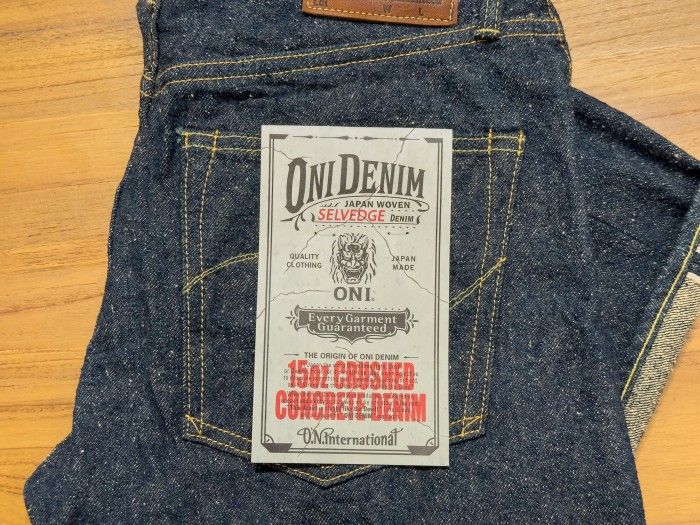 ONI DENIM
JAPAN WOVEN
SELVEDGE DENIM
QUALITY
CLOTHING
JAPAN
MADE
ONI
Every Garment
Guaranteed
THE ORIGIN OF ONI DENIM
15oz CRUSHED
CONCRETE DENIM
O.N.International